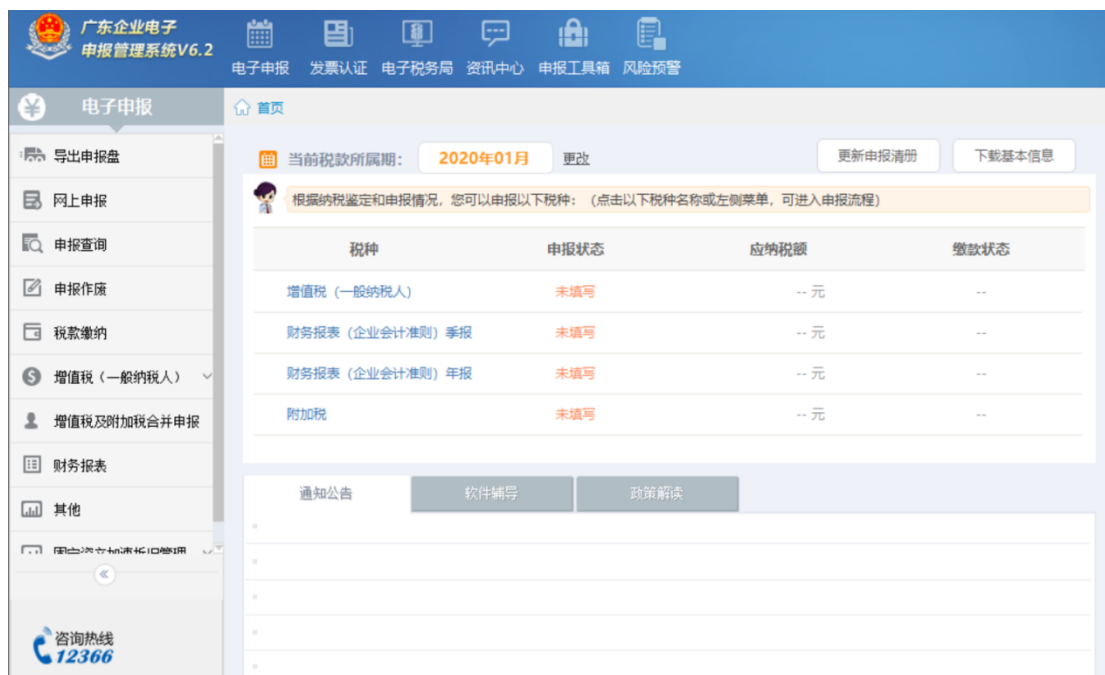 广东企业电子
申报管理系统V6.2
电子申报 发票认证 电子税务局 资讯中心 申报工具箱 风险预警
电子申报
首页
导出申报盘
网上申报
申报查询
申报作废
税款缴纳
增值税（一般纳税人）
增值税及附加税合并申报
财务报表
其他
固定资产加速折旧管理
咨询热线
12366
当前税款所属期： 2020年01月 更改 更新申报清册 下载基本信息
根据纳税鉴定和申报情况，您可以申报以下税种：（点击以下税种名称或左侧菜单，可进入申报流程）
税种 申报状态 应纳税额 缴款状态
增值税（一般纳税人） 未填写 -- 元 --
财务报表（企业会计准则）季报 未填写 -- 元 --
财务报表（企业会计准则）年报 未填写 -- 元 --
附加税 未填写 -- 元 --
通知公告 软件辅导 政策解读